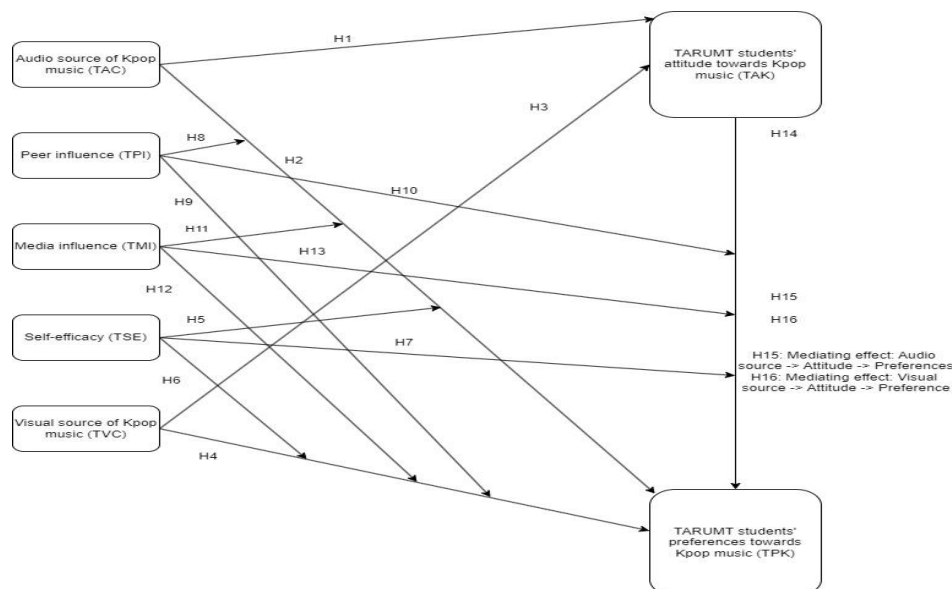 H1
Audio source of Kpop
music (TAC)
TARUMT students'
attitude towards Kpop
music (TAK)
H3
H14
H8
Peer influence (TPI)
H2
H10
H9
Media influence (TMI)
H11
H13
H12
H15
H16
Self-efficacy (TSE)
H5
H7
H15: Mediating effect: Audio
source -> Attitude -> Preferences
H16: Mediating effect: Visual
source -> Attitude -> Preference
H6
Visual source of Kpop
music (TVC)
H4
TARUMT students'
preferences towards
Kpop music (TPK)